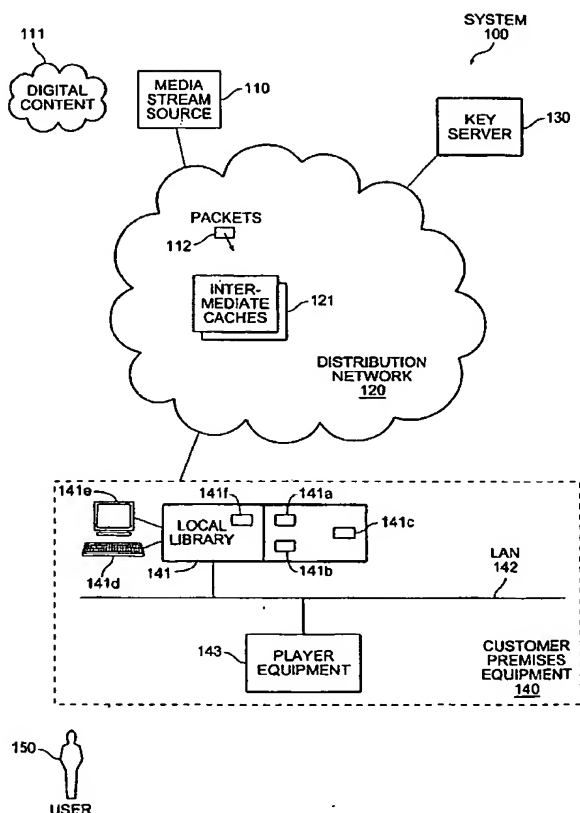 111
DIGITAL
CONTENT
MEDIA
STREAM
SOURCE
110
SYSTEM
100
KEY
SERVER
130
PACKETS
112
INTER-
MEDIATE
CACHES
121
DISTRIBUTION
NETWORK
120
141e
141d
LOCAL
LIBRARY
141
141f
141a
141b
141c
LAN
142
PLAYER
EQUIPMENT
143
CUSTOMER
PREMISES
EQUIPMENT
140
150
USER